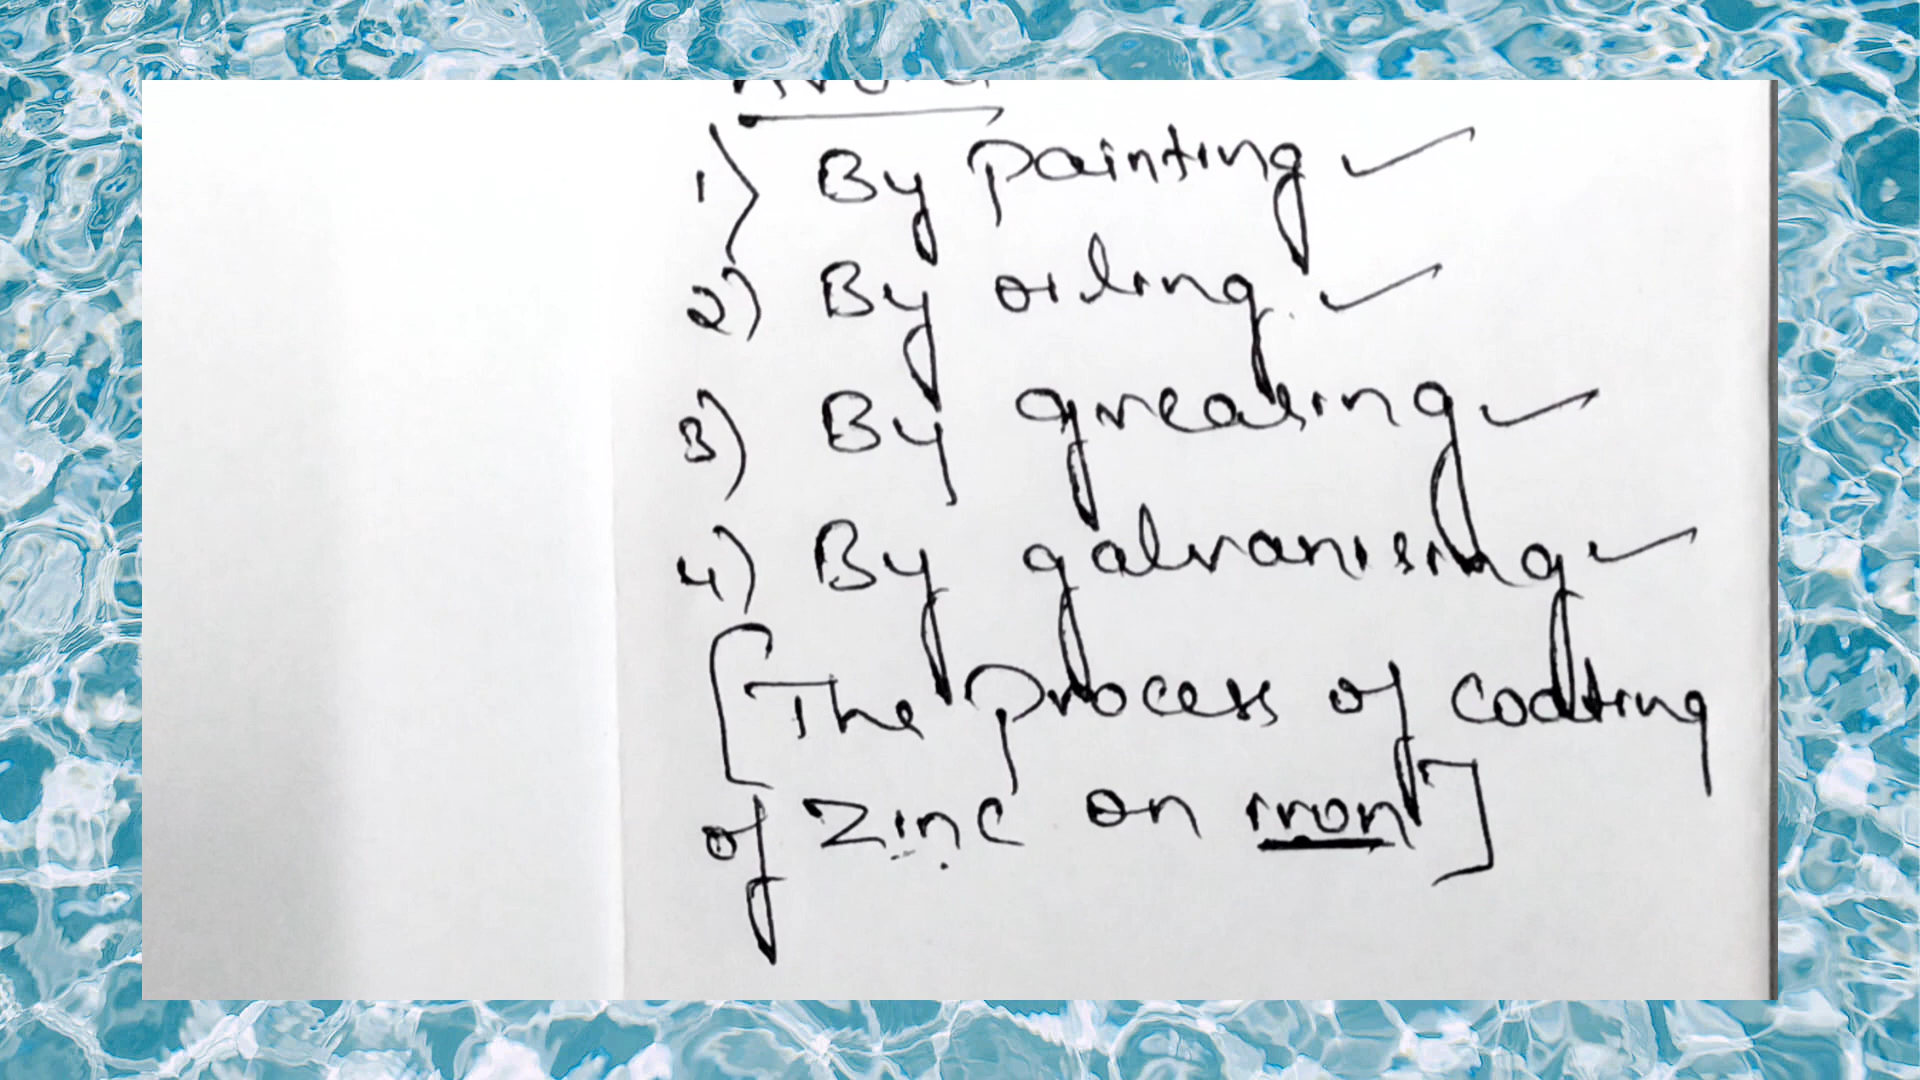 1) By painting ✓
2) By oiling ✓
3) By greasing ✓
4) By galvanising ✓
[The process of coating
of Zinc on iron]